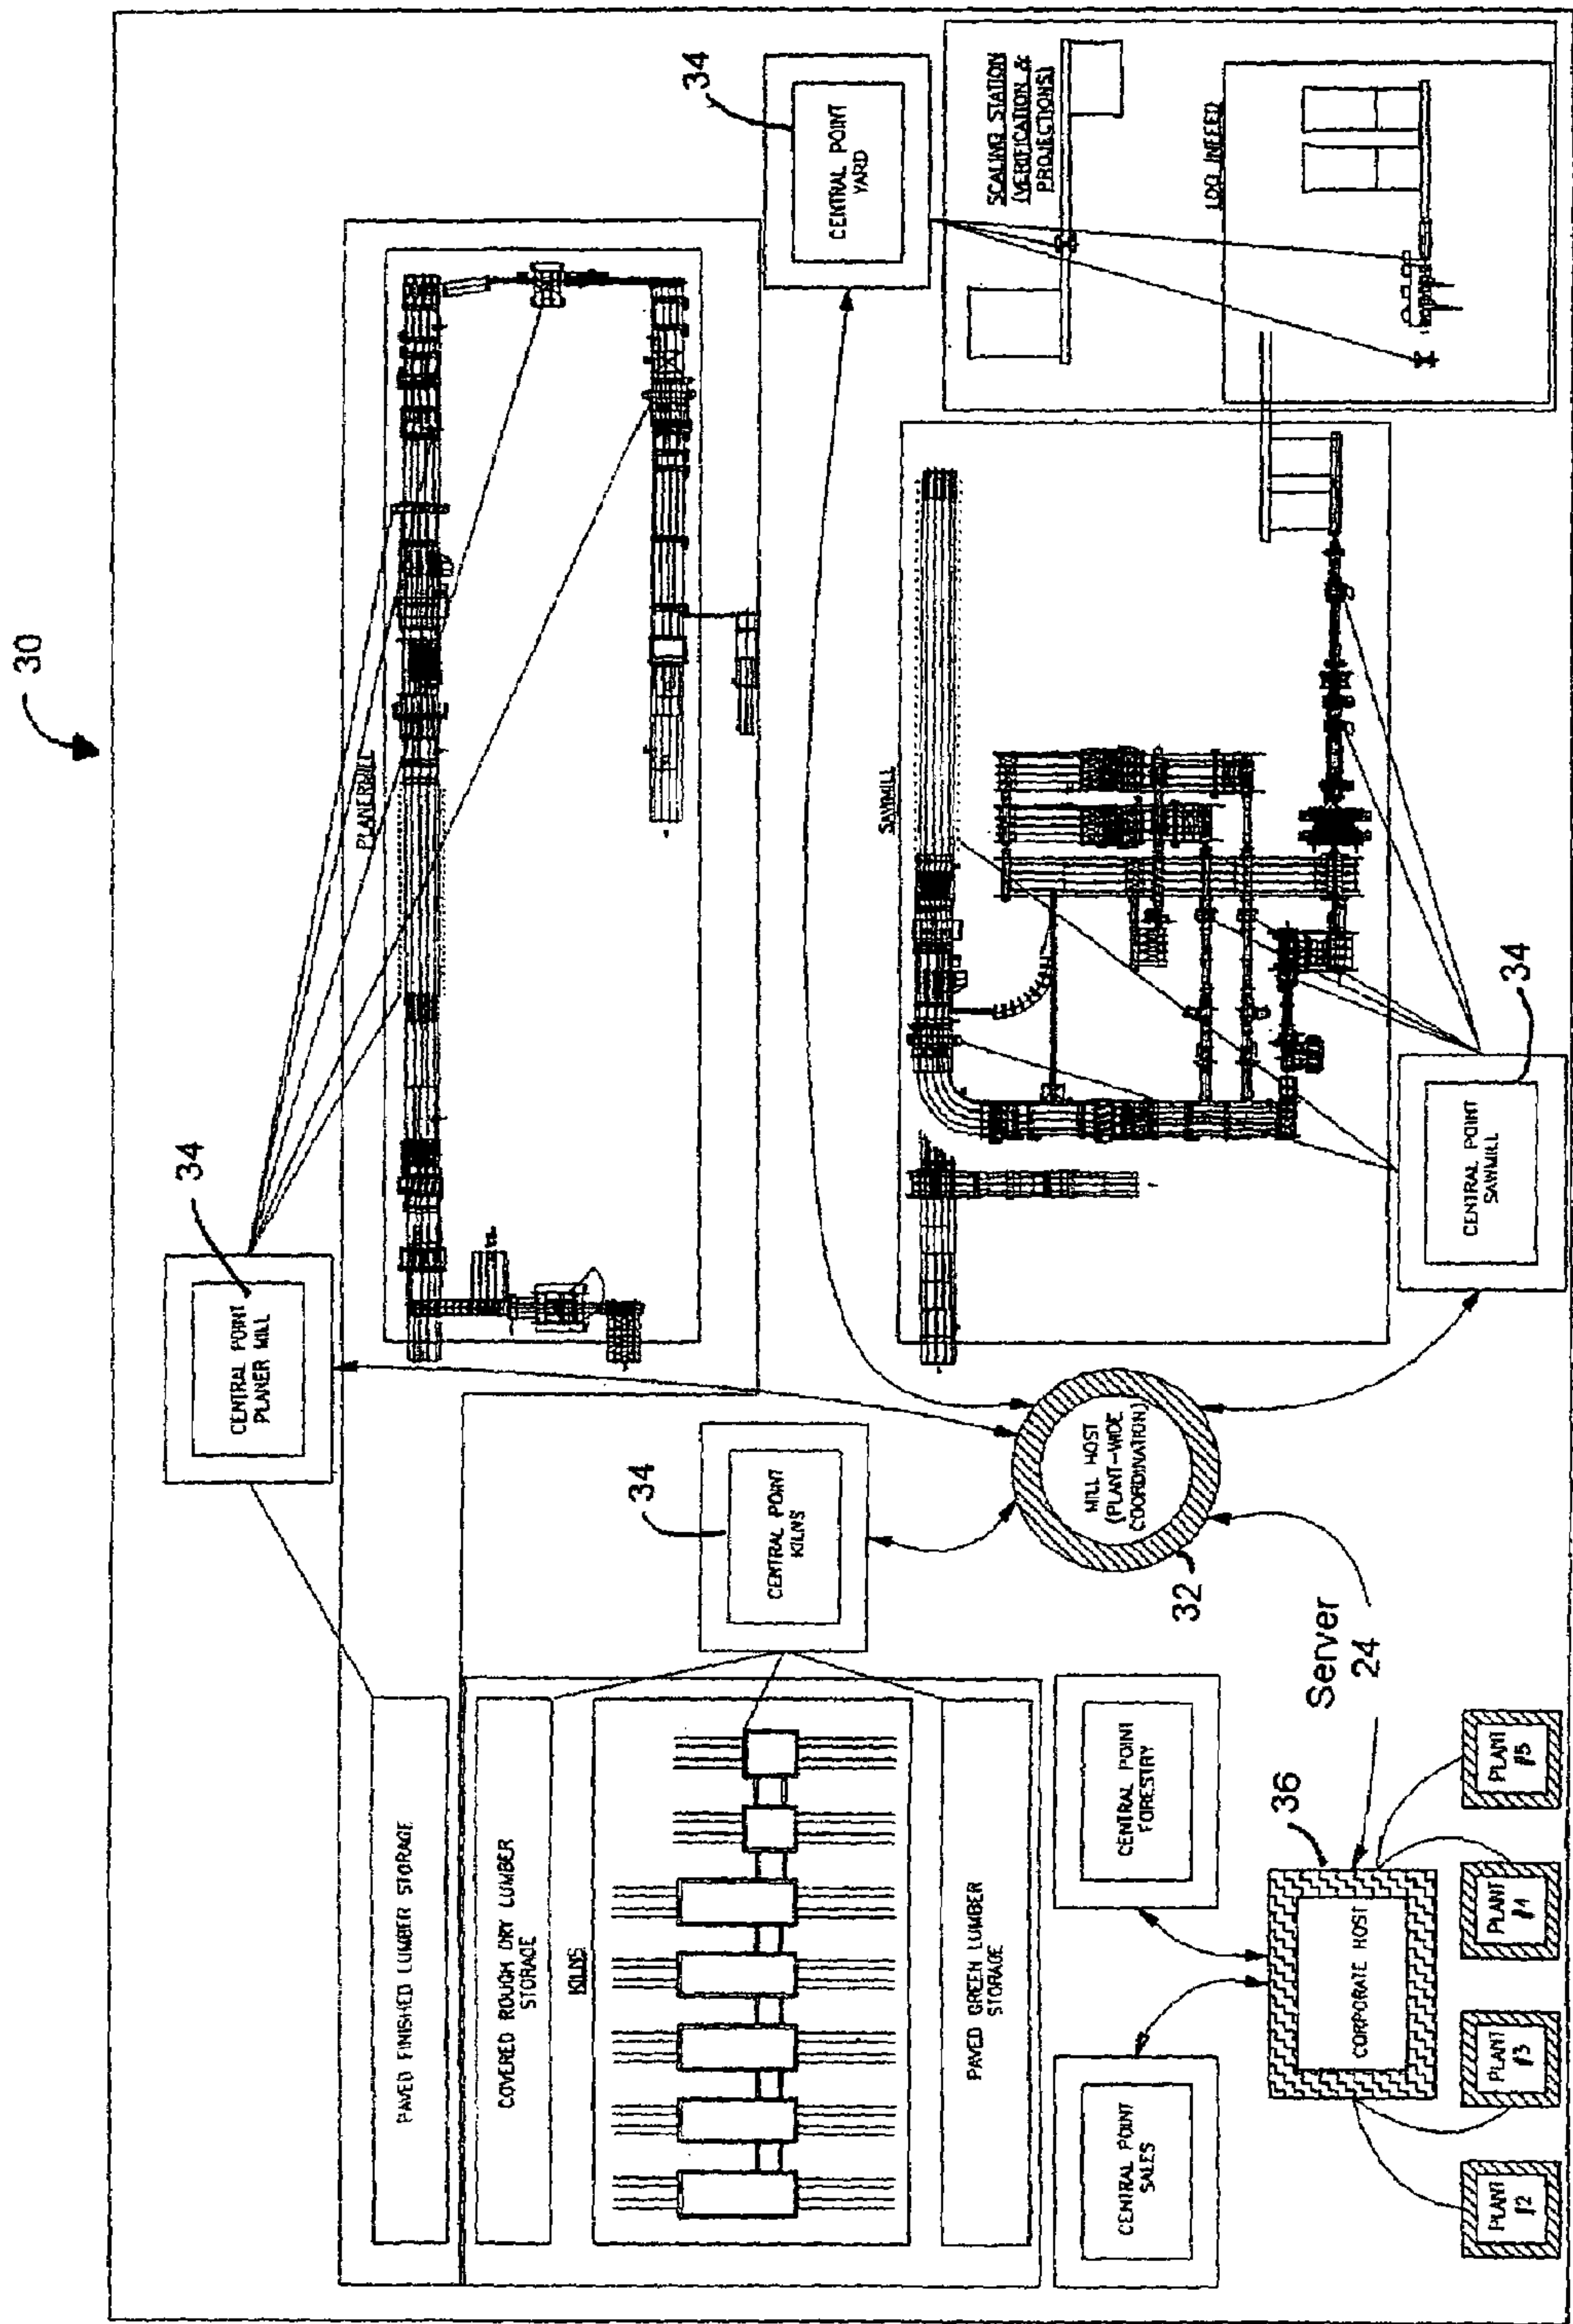 30
34
CENTRAL POINT
PLANER MILL
PLANERMILL
34
CENTRAL POINT
YARD
SCALING STATION
(VERIFICATION &
PROJECTIONS)
LOG INFEED
SAWMILL
34
CENTRAL POINT
SAWMILL
PAVED FINISHED LUMBER STORAGE
COVERED ROUGH DRY LUMBER
STORAGE
KILNS
PAVED GREEN LUMBER
STORAGE
34
CENTRAL POINT
KILNS
MILL HOST
(PLANT-WIDE
COORDINATION)
32
Server
24
36
CENTRAL POINT
SALES
CENTRAL POINT
FORESTRY
CORPORATE HOST
PLANT
#2
PLANT
#3
PLANT
#4
PLANT
#5